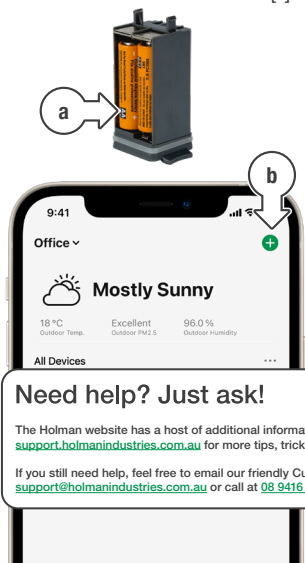 a
b
9:41
Office
Mostly Sunny
18 °C Excellent 96.0 %
Outdoor Temp. Outdoor PM2.5 Outdoor Humidity
All Devices ...
Need help? Just ask!
The Holman website has a host of additional informa
support.holmanindustries.com.au for more tips, trick
If you still need help, feel free to email our friendly Cu
support@holmanindustries.com.au or call at 08 9416